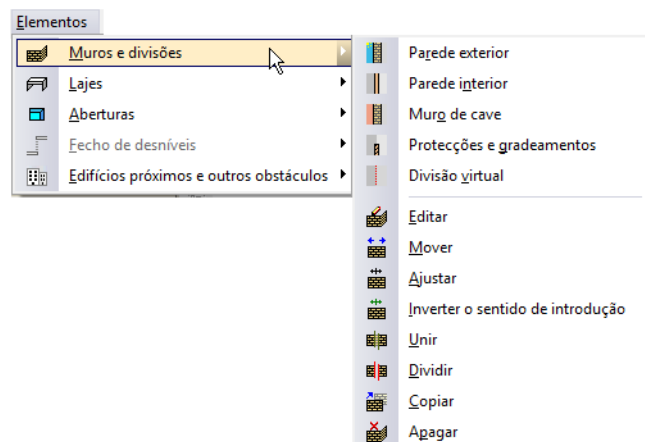 Elementos
Muros e divisões
Lajes
Aberturas
Fecho de desníveis
Edifícios próximos e outros obstáculos
Parede exterior
Parede interior
Muro de cave
Protecções e gradeamentos
Divisão virtual
Editar
Mover
Ajustar
Inverter o sentido de introdução
Unir
Dividir
Copiar
Apagar